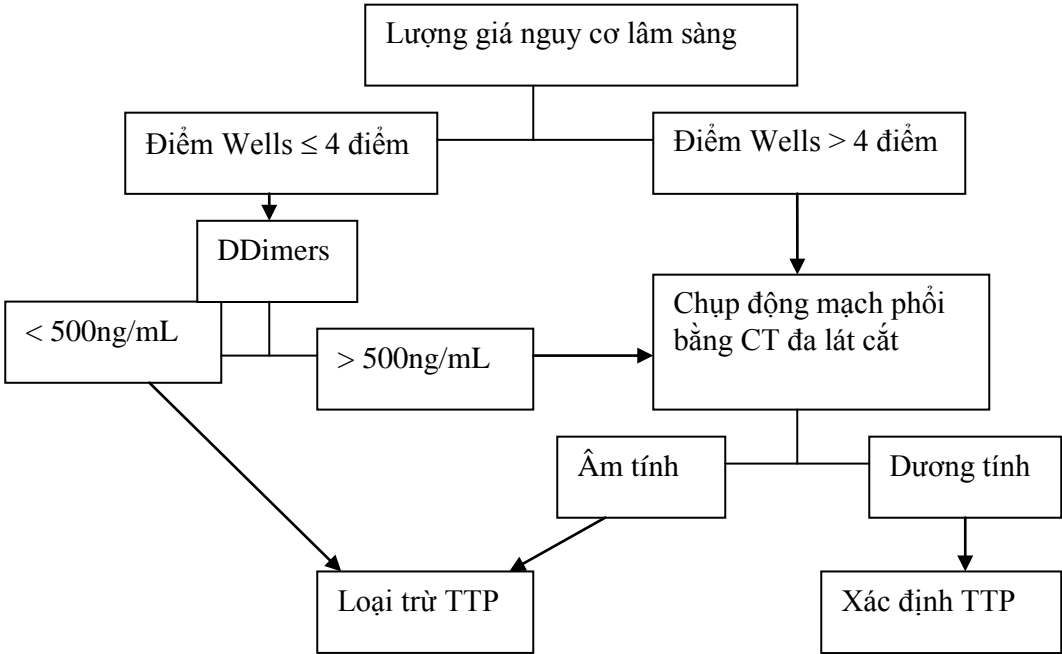 Lượng giá nguy cơ lâm sàng
Điểm Wells ≤ 4 điểm
Điểm Wells > 4 điểm
DDimers
< 500ng/mL
> 500ng/mL
Chụp động mạch phổi
bằng CT đa lát cắt
Âm tính
Dương tính
Loại trừ TTP
Xác định TTP